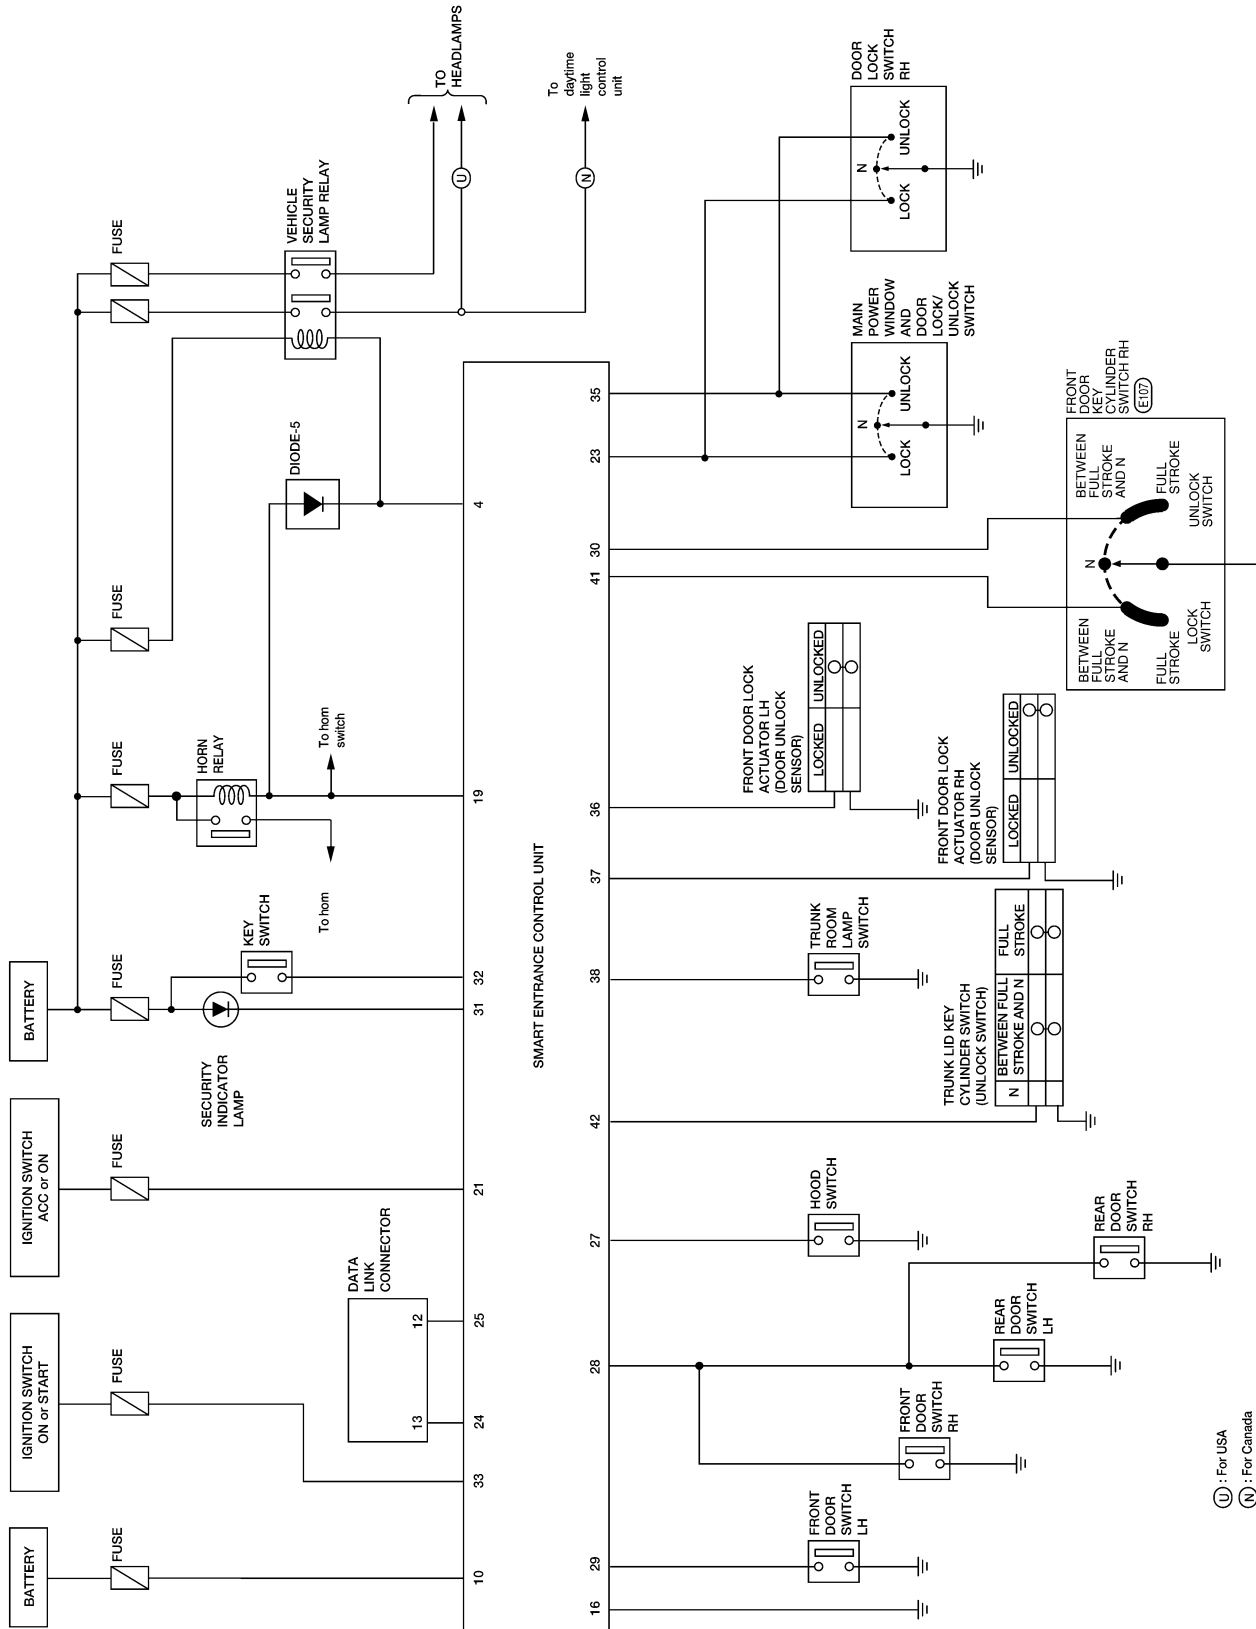 BATTERY
FUSE
10
IGNITION SWITCH
ON or START
FUSE
33
DATA
LINK
CONNECTOR
13
12
24
25
IGNITION SWITCH
ACC or ON
FUSE
21
BATTERY
FUSE
SECURITY
INDICATOR
LAMP
31
KEY
SWITCH
32
FUSE
HORN
RELAY
To horn
To horn
switch
19
FUSE
DIODE-5
4
FUSE
VEHICLE
SECURITY
LAMP RELAY
TO
HEADLAMPS
U
N
To
daytime
light
control
unit
SMART ENTRANCE CONTROL UNIT
16
29
28
27
42
38
37
36
41
30
23
35
FRONT
DOOR
SWITCH
LH
FRONT
DOOR
SWITCH
RH
REAR
DOOR
SWITCH
LH
REAR
DOOR
SWITCH
RH
HOOD
SWITCH
TRUNK LID KEY
CYLINDER SWITCH
(UNLOCK SWITCH)
N
BETWEEN FULL
STROKE AND N
FULL
STROKE
TRUNK
ROOM
LAMP
SWITCH
FRONT DOOR LOCK
ACTUATOR RH
(DOOR UNLOCK
SENSOR)
LOCKED
UNLOCKED
FRONT DOOR LOCK
ACTUATOR LH
(DOOR UNLOCK
SENSOR)
LOCKED
UNLOCKED
FRONT
DOOR
KEY
CYLINDER
SWITCH RH
E107
BETWEEN
FULL
STROKE
AND N
FULL
STROKE
LOCK
SWITCH
N
BETWEEN
FULL
STROKE
AND N
FULL
STROKE
UNLOCK
SWITCH
MAIN
POWER
WINDOW
AND
DOOR
LOCK/
UNLOCK
SWITCH
LOCK
N
UNLOCK
DOOR
LOCK
SWITCH
RH
LOCK
N
UNLOCK
U : For USA
N : For Canada